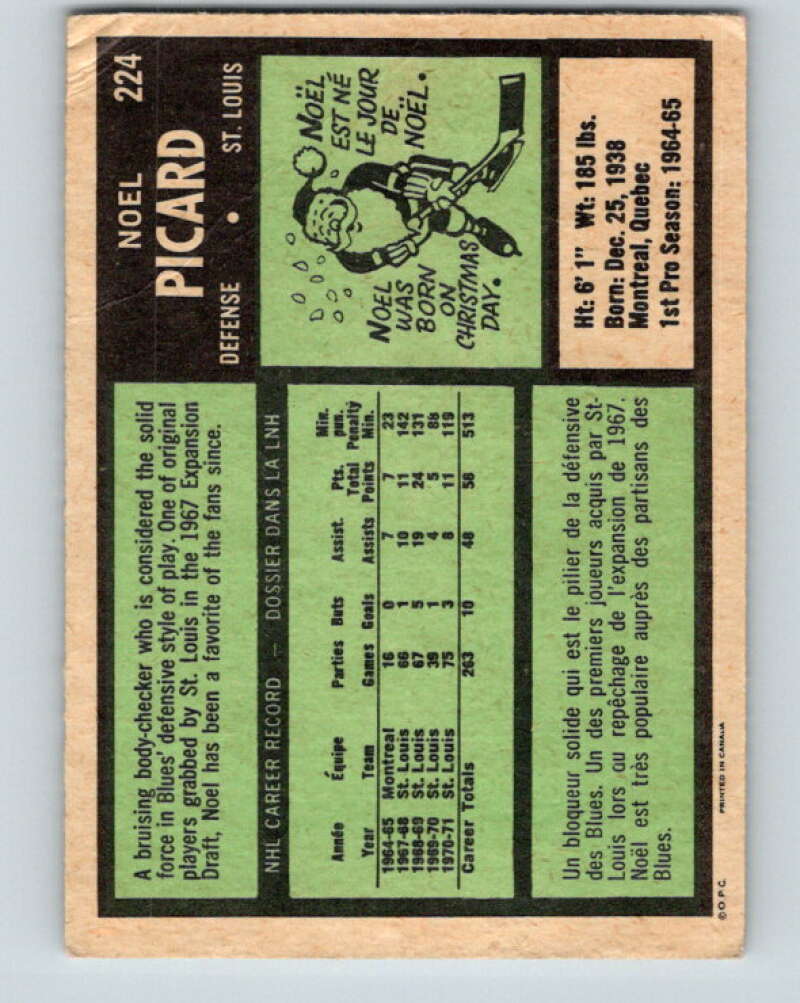 NOEL 224
PICARD
DEFENSE • ST. LOUIS
A bruising body-checker who is considered the solid
force in Blues' defensive style of play. One of original
players grabbed by St. Louis in the 1967 Expansion
Draft, Noel has been a favorite of the fans since.
NOËL
EST NÉ
LE JOUR
DE
NOËL.
NOEL
WAS
BORN
ON
CHRISTMAS
DAY.
Ht: 6' 1" Wt: 185 lbs.
Born: Dec. 25, 1938
Montreal, Quebec
1st Pro Season: 1964-65
NHL CAREER RECORD — DOSSIER DANS LA LNH
Année Équipe Parties Buts Assist. Pts. Total Min. pun.
Year Team Games Goals Assists Points Penalty Min.
1964-65 Montreal 16 0 7 7 23
1967-68 St. Louis 66 1 10 11 142
1968-69 St. Louis 67 5 19 24 131
1969-70 St. Louis 39 1 4 5 88
1970-71 St. Louis 75 3 8 11 119
Career Totals 263 10 48 58 513
Un bloqueur solide qui est le pilier de la défensive
des Blues. Un des premiers joueurs acquis par St-
Louis lors au repêchage de l'expansion de 1967.
Noël est très populaire auprès des partisans des
Blues.
© O.P.C. PRINTED IN CANADA